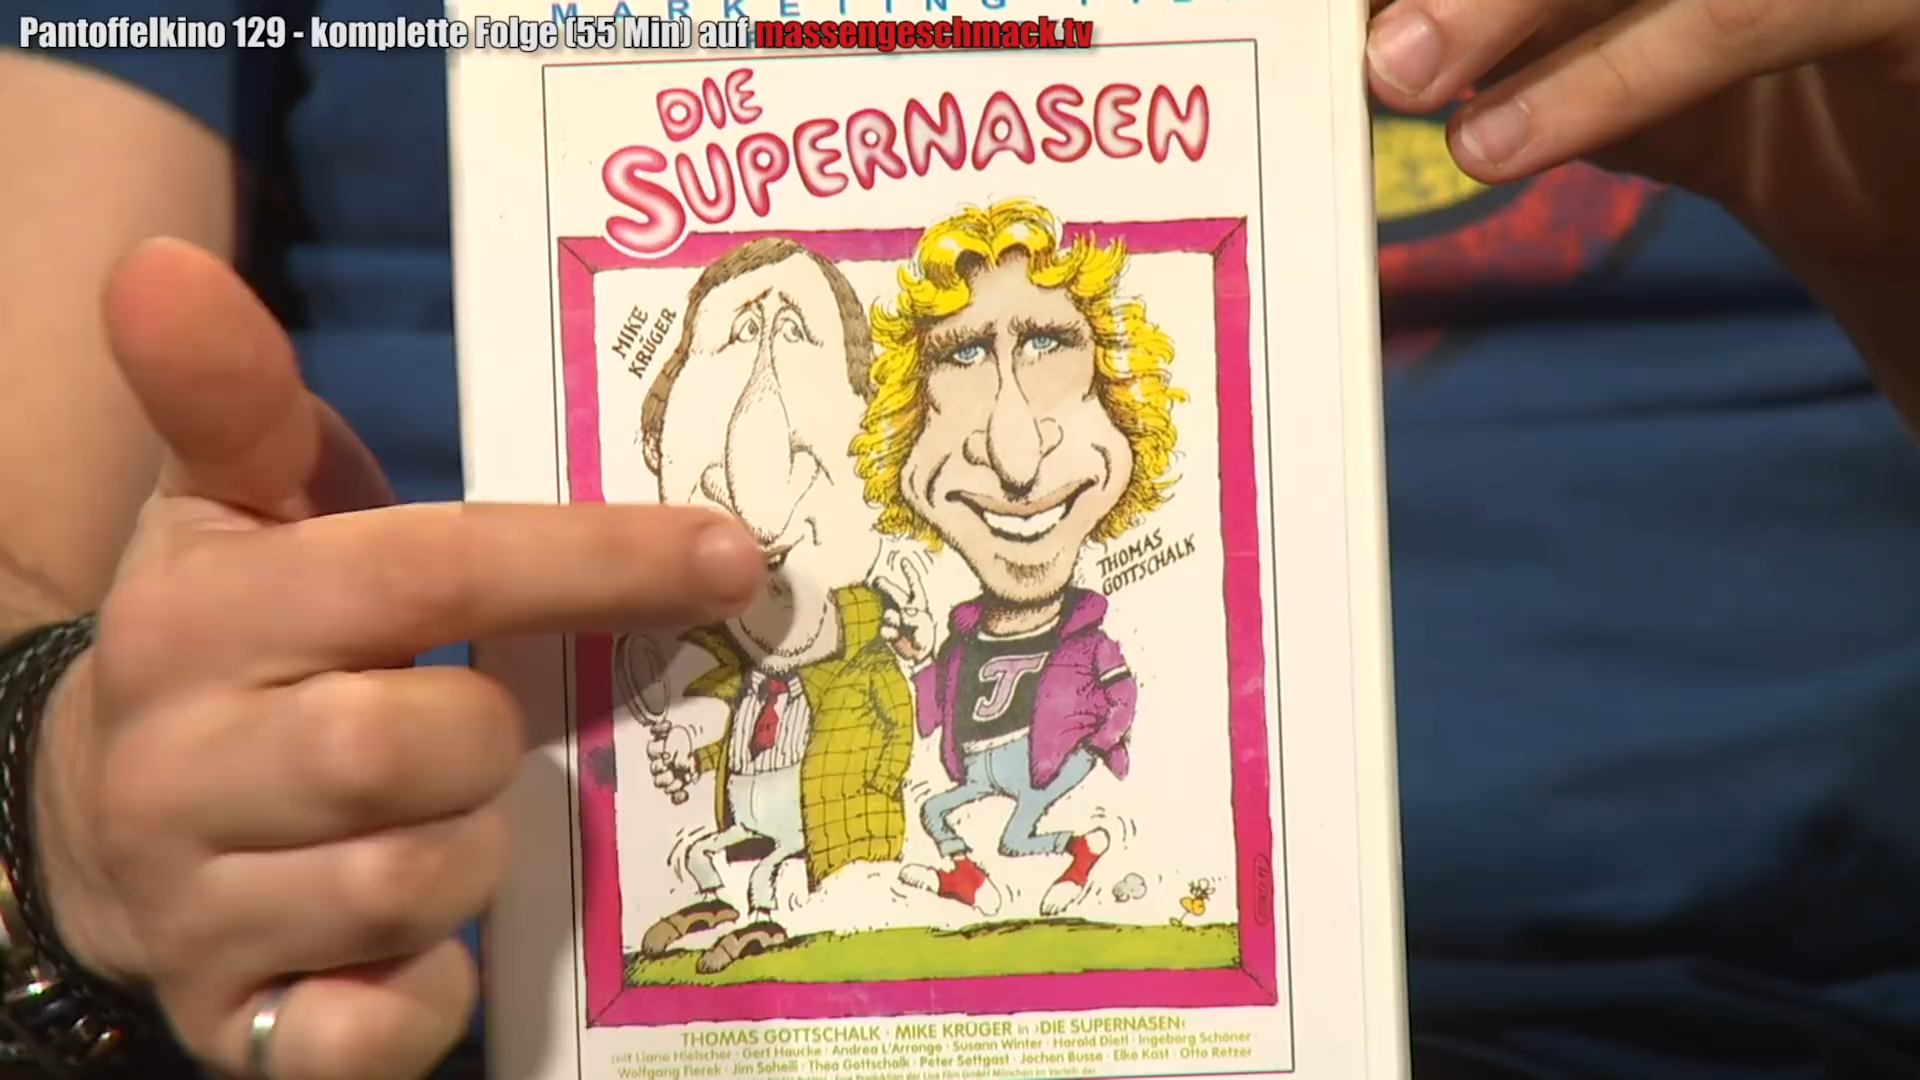 Pantoffelkino 129 - komplette Folge (55 Min) auf massengeschmack.tv
MARKETING
DIE
SUPERNASEN
MIKE
KRÜGER
THOMAS
GOTTSCHALK
J
THOMAS GOTTSCHALK · MIKE KRÜGER in ›DIE SUPERNASEN‹
mit Liane Hielscher · Gert Haucke · Andrea L'Arronge · Susann Winter · Harald Dietl · Ingeborg Schöner
Wolfgang Fierek · Jim Soheili · Thea Gottschalk · Peter Settgast · Jochen Busse · Elke Kast · Otto Retzer